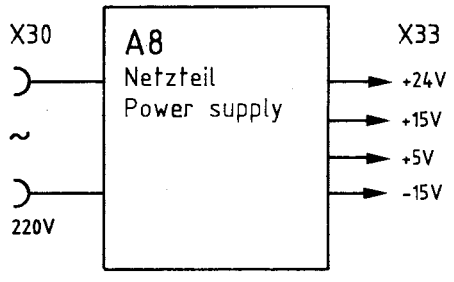 X30
A8
X33
Netzteil
Power supply
+24V
+15V
~
+5V
-15V
220V